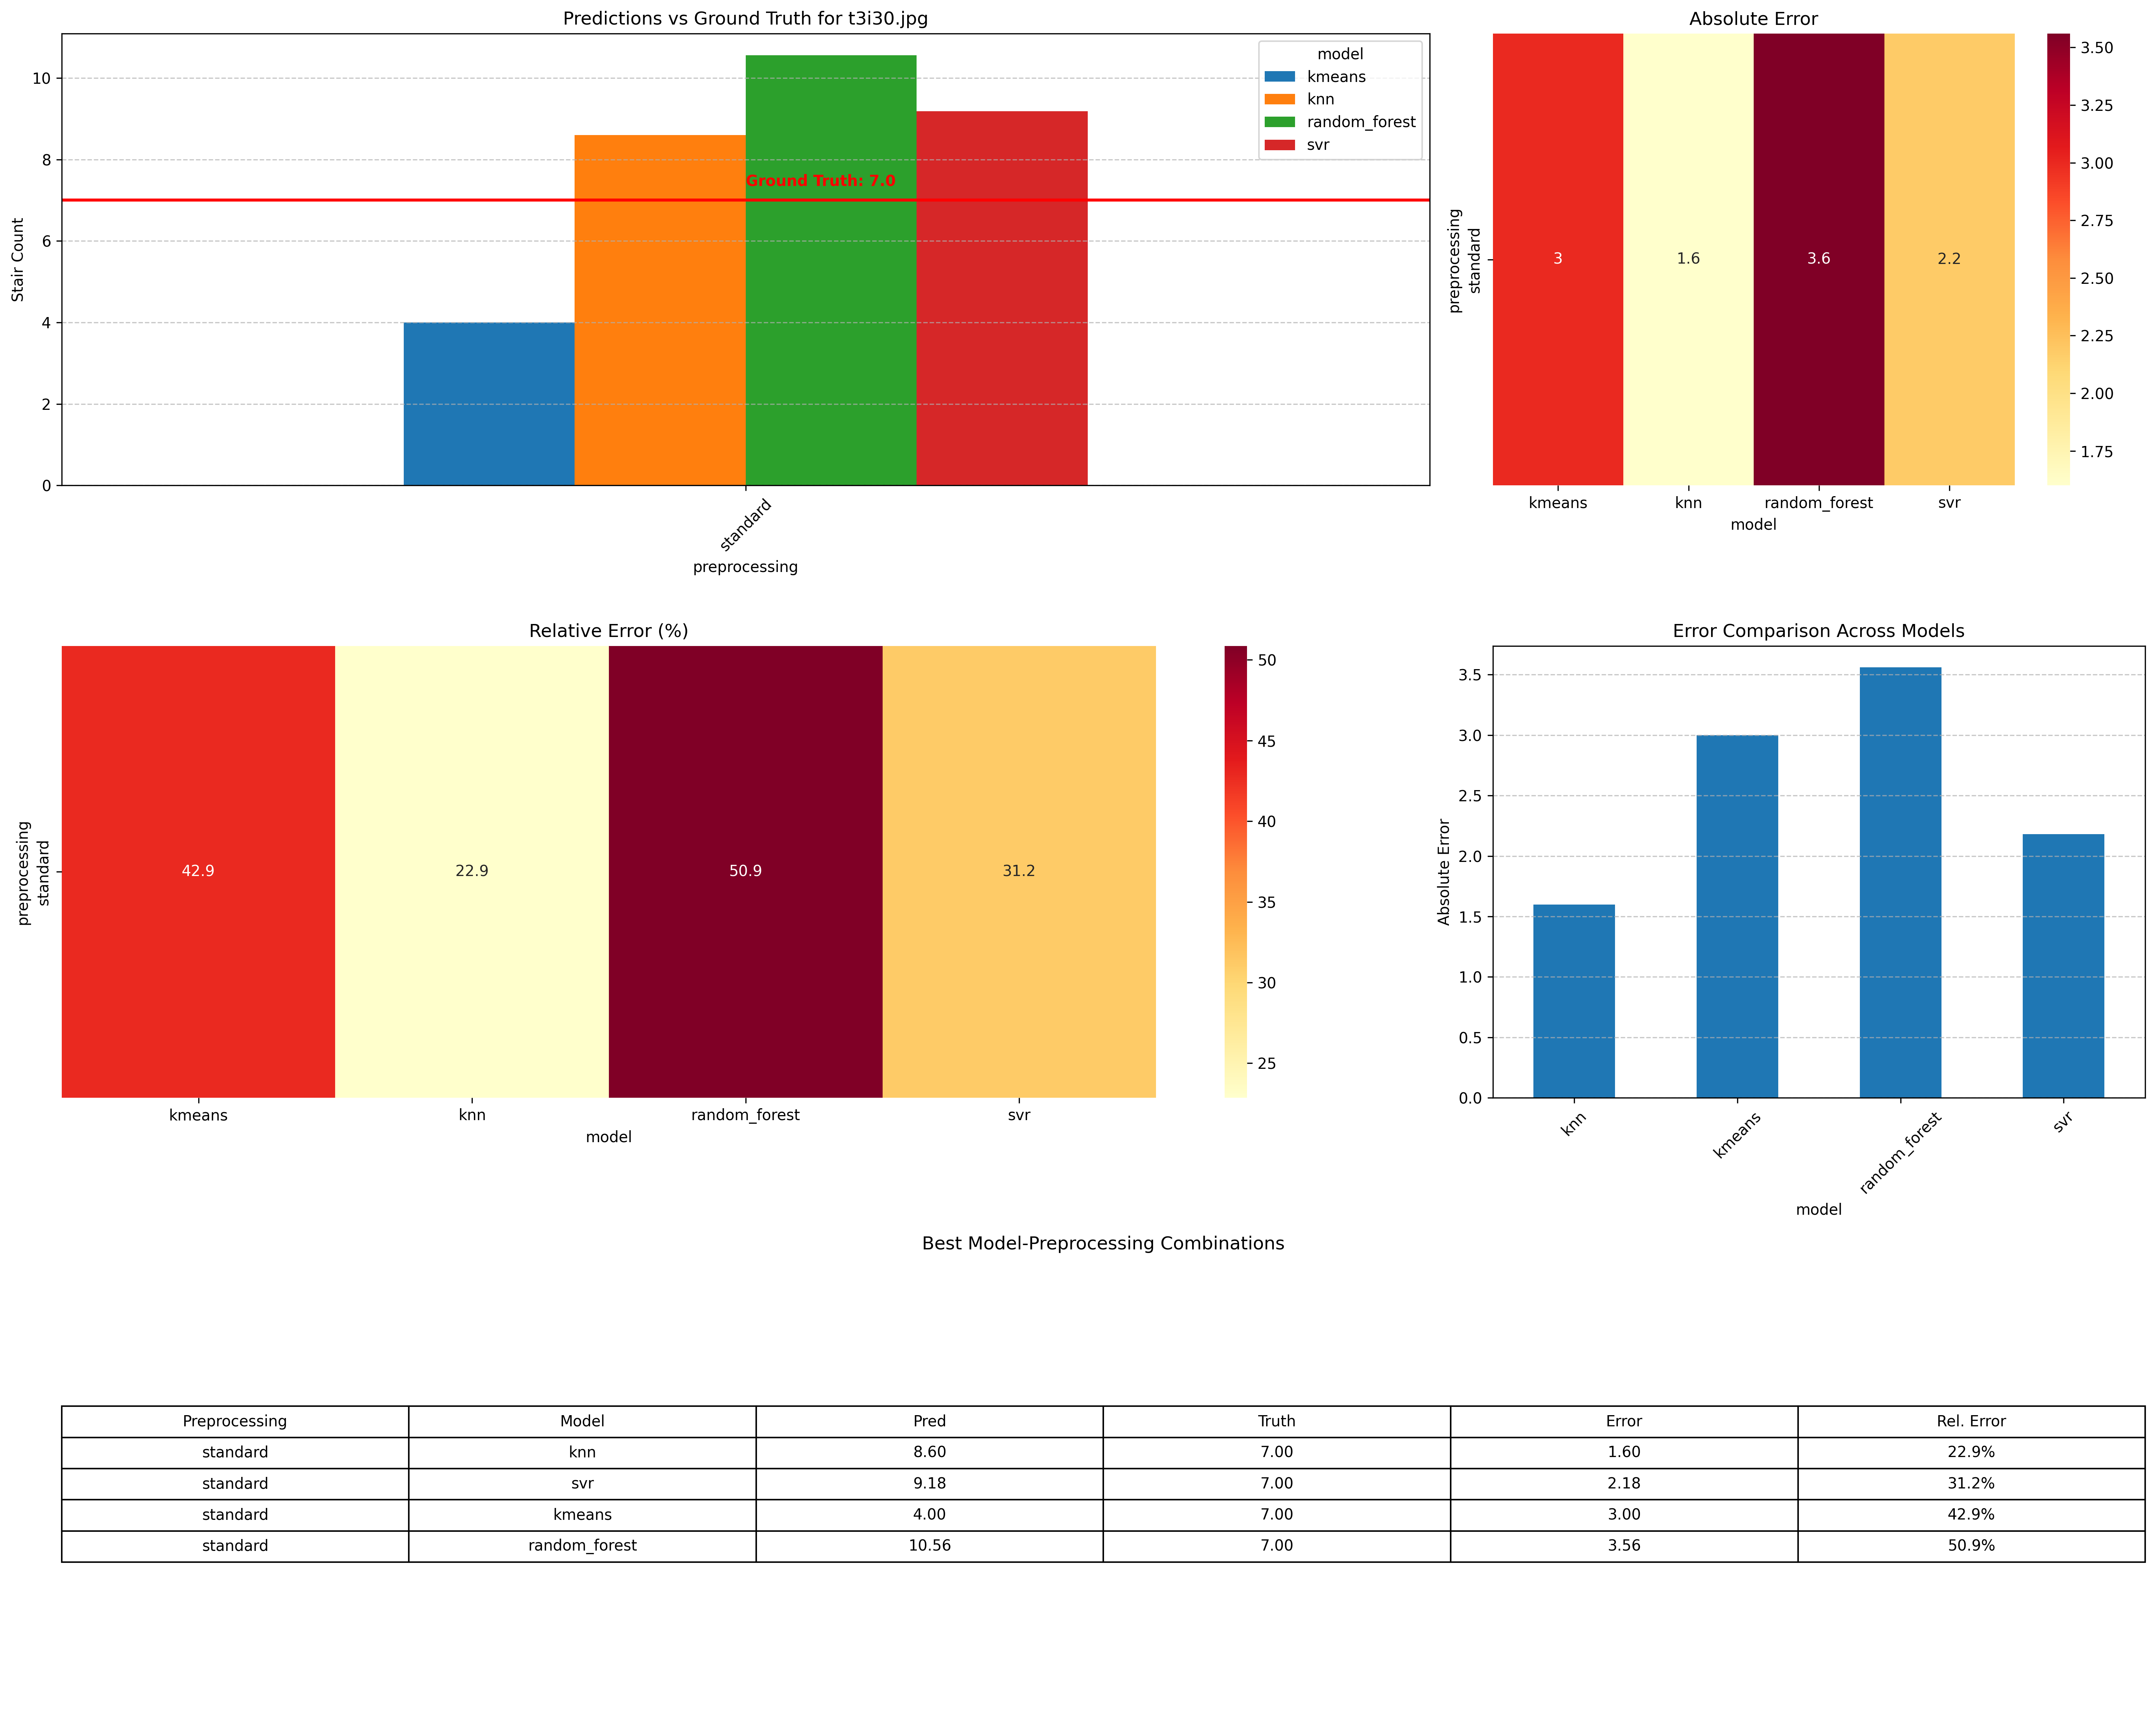 Predictions vs Ground Truth for t3i30.jpg
10
8
6
4
2
0
Stair Count
Ground Truth: 7.0
model
kmeans
knn
random_forest
svr
standard
preprocessing
Absolute Error
preprocessing
standard
3 1.6 3.6 2.2
kmeans knn random_forest svr
model
3.50
3.25
3.00
2.75
2.50
2.25
2.00
1.75
Relative Error (%)
preprocessing
standard
42.9 22.9 50.9 31.2
kmeans knn random_forest svr
model
50
45
40
35
30
25
Error Comparison Across Models
3.5
3.0
2.5
2.0
1.5
1.0
0.5
0.0
Absolute Error
knn kmeans random_forest svr
model
Best Model-Preprocessing Combinations
Preprocessing Model Pred Truth Error Rel. Error
standard knn 8.60 7.00 1.60 22.9%
standard svr 9.18 7.00 2.18 31.2%
standard kmeans 4.00 7.00 3.00 42.9%
standard random_forest 10.56 7.00 3.56 50.9%